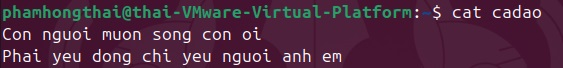 phamhongthai@thai-VMware-Virtual-Platform:~$ cat cadao
Con nguoi muon song con oi
Phai yeu dong chi yeu nguoi anh em